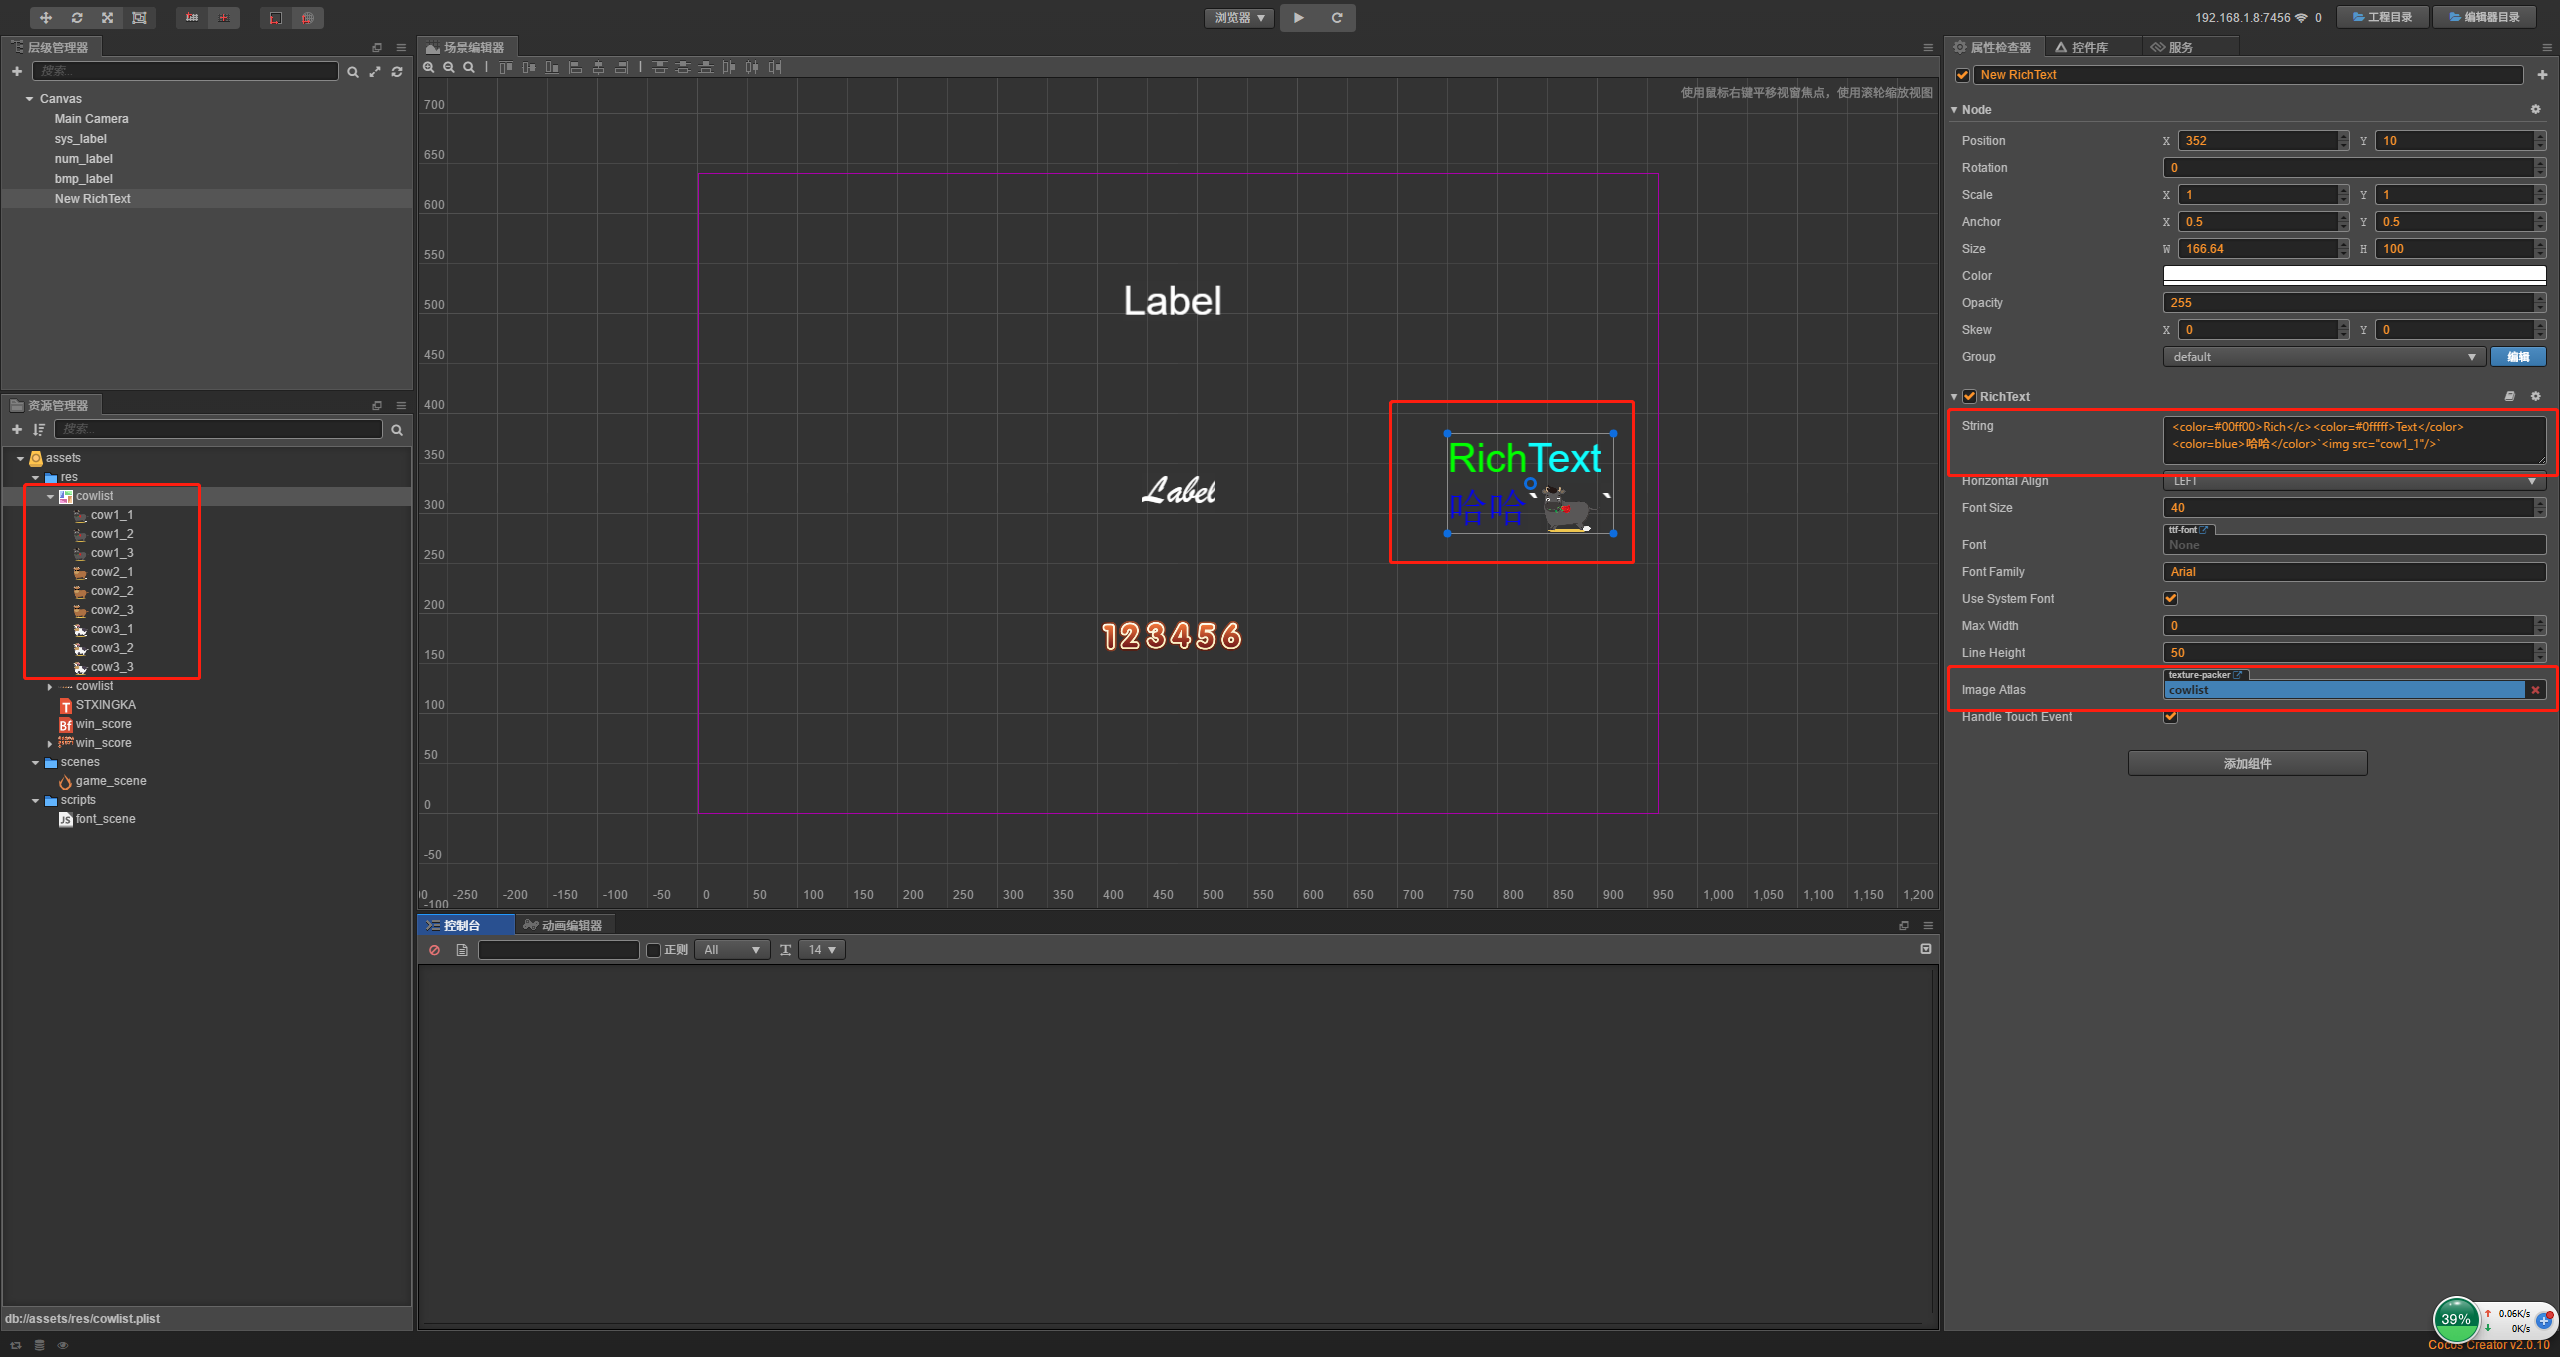 浏览器
192.168.1.8:7456
0
工程目录
编辑器目录
层级管理器
搜索...
Canvas
Main Camera
sys_label
num_label
bmp_label
New RichText
资源管理器
搜索...
assets
res
cowlist
cow1_1
cow1_2
cow1_3
cow2_1
cow2_2
cow2_3
cow3_1
cow3_2
cow3_3
cowlist
STXINGKA
win_score
win_score
scenes
game_scene
scripts
font_scene
db://assets/res/cowlist.plist
场景编辑器
使用鼠标右键平移视窗焦点，使用滚轮缩放视图
700
650
600
550
500
450
400
350
300
250
200
150
100
50
0
-50
-100
00 -250 -200 -150 -100 -50 0 50 100 150 200 250 300 350 400 450 500 550 600 650 700 750 800 850 900 950 1,000 1,050 1,100 1,150 1,200
Label
Label
123456
RichText
哈哈` `
控制台
动画编辑器
正则
All
14
属性检查器
控件库
服务
New RichText
Node
Position X 352 Y 10
Rotation 0
Scale X 1 Y 1
Anchor X 0.5 Y 0.5
Size W 166.64 H 100
Color
Opacity 255
Skew X 0 Y 0
Group default 编辑
RichText
String <color=#00ff00>Rich</c><color=#0fffff>Text</color>
<color=blue>哈哈</color>`<img src="cow1_1"/>`
Horizontal Align LEFT
Font Size 40
ttf-font
Font None
Font Family Arial
Use System Font
Max Width 0
Line Height 50
texture-packer
Image Atlas cowlist
Handle Touch Event
添加组件
39%
0.06K/s
0K/s
Cocos Creator v2.0.10